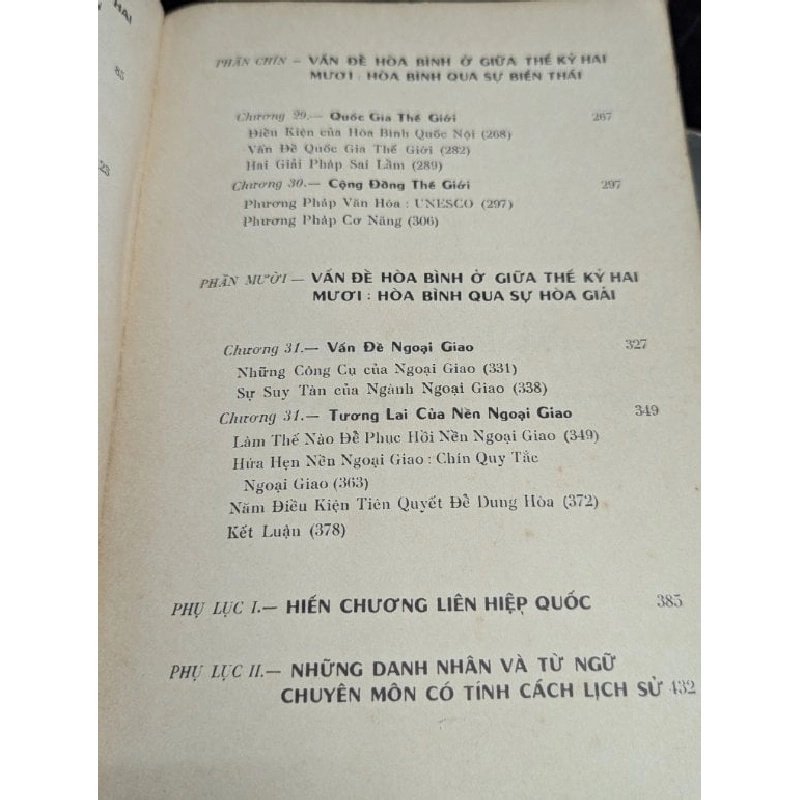 HAI
85
23
PHẦN CHÍN – VẤN ĐỀ HÒA BÌNH Ở GIỮA THẾ KỶ HAI
MƯƠI : HÒA BÌNH QUA SỰ BIẾN THÁI
Chương 29.— Quốc Gia Thế Giới 267
Điều Kiện của Hòa Bình Quốc Nội (268)
Vấn Đề Quốc Gia Thế Giới (282)
Hai Giải Pháp Sai Lầm (289)
Chương 30.— Cộng Đồng Thế Giới 297
Phương Pháp Văn Hóa : UNESCO (297)
Phương Pháp Cơ Năng (306)
PHẦN MƯỜI — VẤN ĐỀ HÒA BÌNH Ở GIỮA THẾ KỶ HAI
MƯƠI : HÒA BÌNH QUA SỰ HÒA GIẢI
Chương 31.— Vấn Đề Ngoại Giao 327
Những Công Cụ của Ngoại Giao (331)
Sự Suy Tàn của Ngành Ngoại Giao (338)
Chương 31.— Tương Lai Của Nền Ngoại Giao 349
Làm Thế Nào Để Phục Hồi Nền Ngoại Giao (349)
Hứa Hẹn Nền Ngoại Giao : Chín Quy Tắc
Ngoại Giao (363)
Năm Điều Kiện Tiên Quyết Để Dung Hòa (372)
Kết Luận (378)
PHỤ LỤC I.— HIẾN CHƯƠNG LIÊN HIỆP QUỐC 385
PHỤ LỤC II.— NHỮNG DANH NHÂN VÀ TỪ NGỮ
CHUYÊN MÔN CÓ TÍNH CÁCH LỊCH SỬ 432